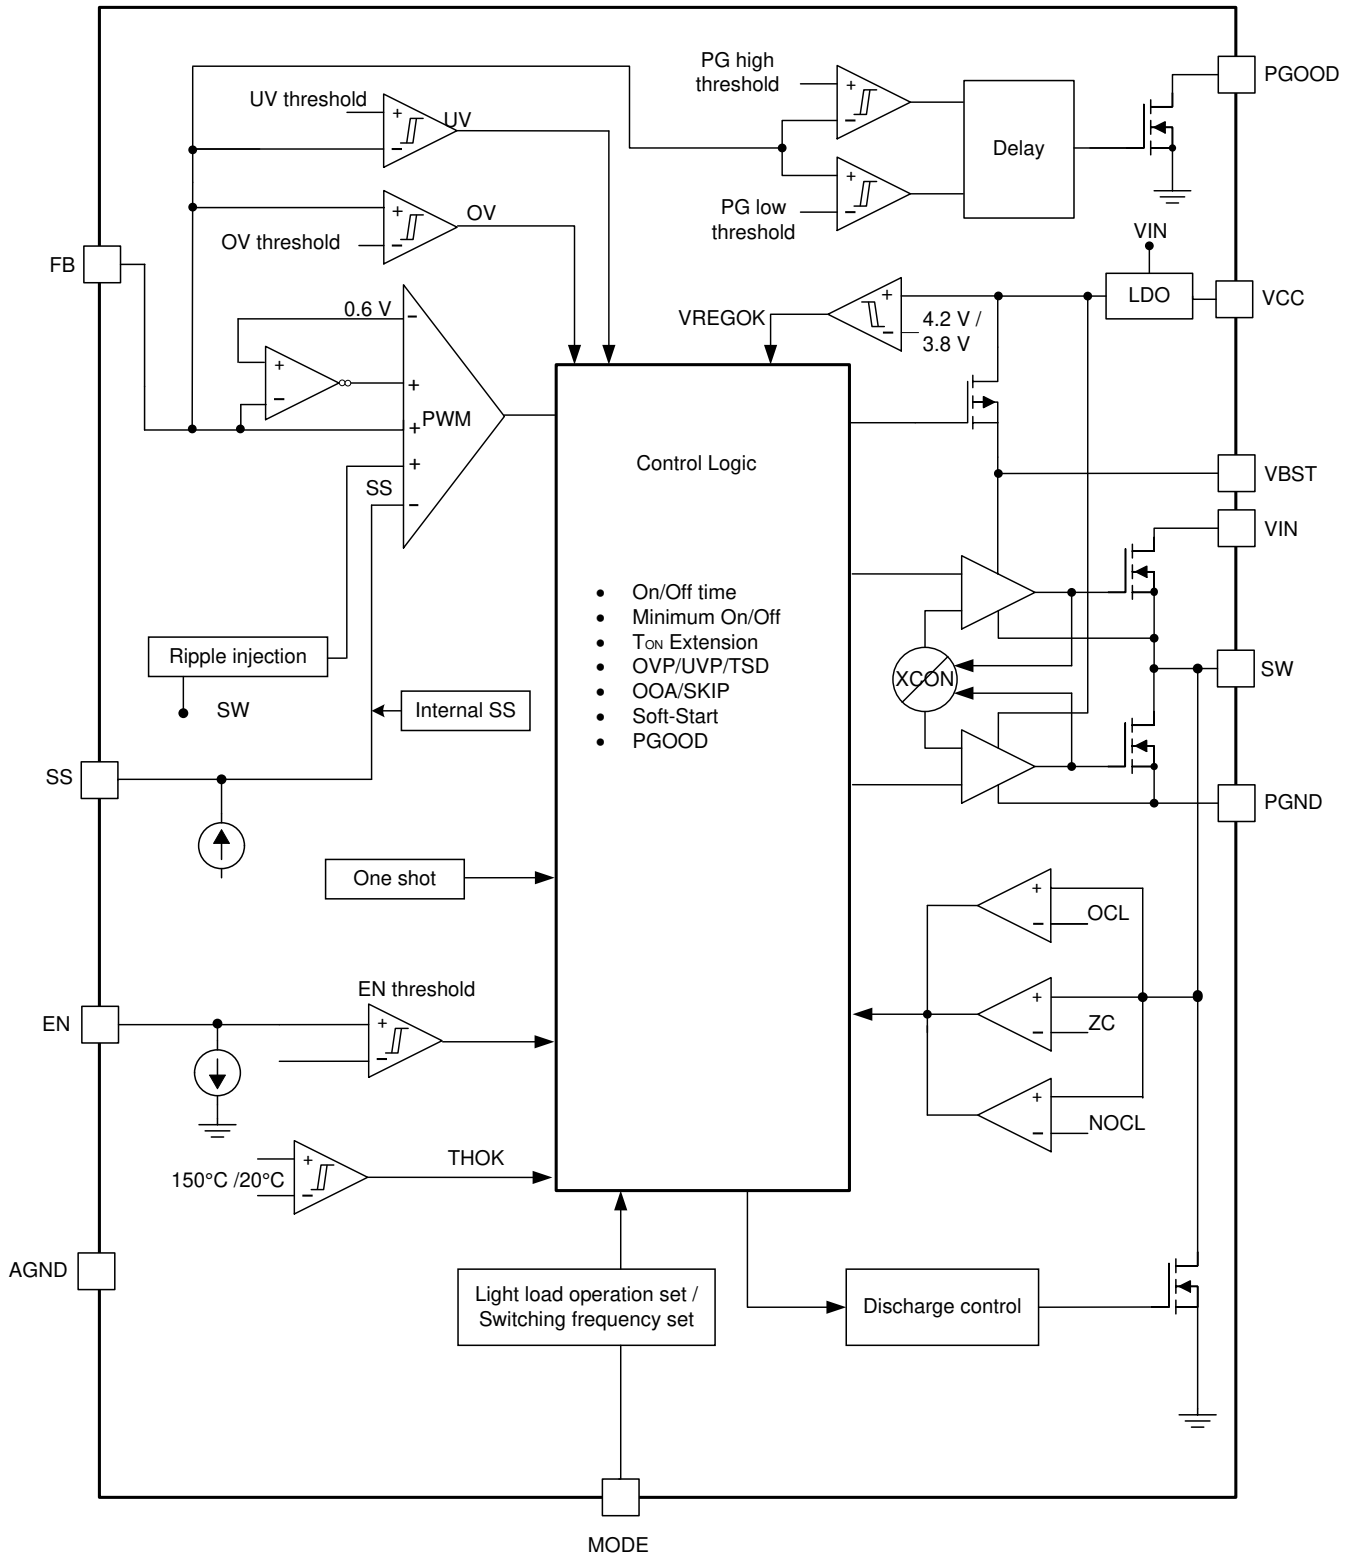 PG high
threshold
PGOOD
UV threshold
+
UV
−
+
−
Delay
+
OV
OV threshold
−
+
PG low
threshold
−
VIN
FB
LDO
VCC
0.6 V
−
VREGOK
+
−
4.2 V /
3.8 V
+
−
+
+
PWM
+
SS
−
Control Logic
VBST
VIN
• On/Off time
• Minimum On/Off
• TON Extension
• OVP/UVP/TSD
• OOA/SKIP
• Soft-Start
• PGOOD
Ripple injection
SW
Internal SS
XCON
SW
SS
PGND
One shot
+
−
OCL
EN threshold
EN
+
−
+
−
ZC
+
−
NOCL
150°C /20°C
+
−
THOK
AGND
Light load operation set /
Switching frequency set
Discharge control
MODE